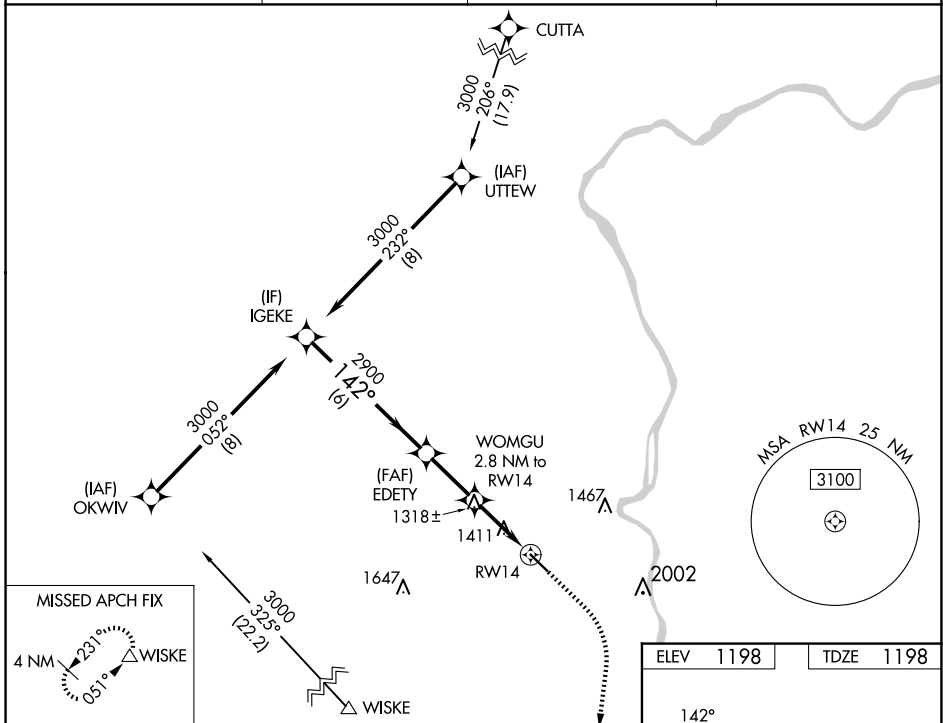 CUTTA
3000
206°
(17.9)
(IAF)
UTTEW
3000
232°
(8)
(IF)
IGEKE
2900
142°
(6)
3000
052°
(8)
(IAF)
OKWIV
(FAF)
EDETY
WOMGU
2.8 NM to
RW14
1318±
1411
1467
RW14
1647
2002
MSA RW14 25 NM
3100
3000
325°
(22.2)
WISKE
MISSED APCH FIX
4 NM
231°
051°
WISKE
ELEV 1198
TDZE 1198
142°